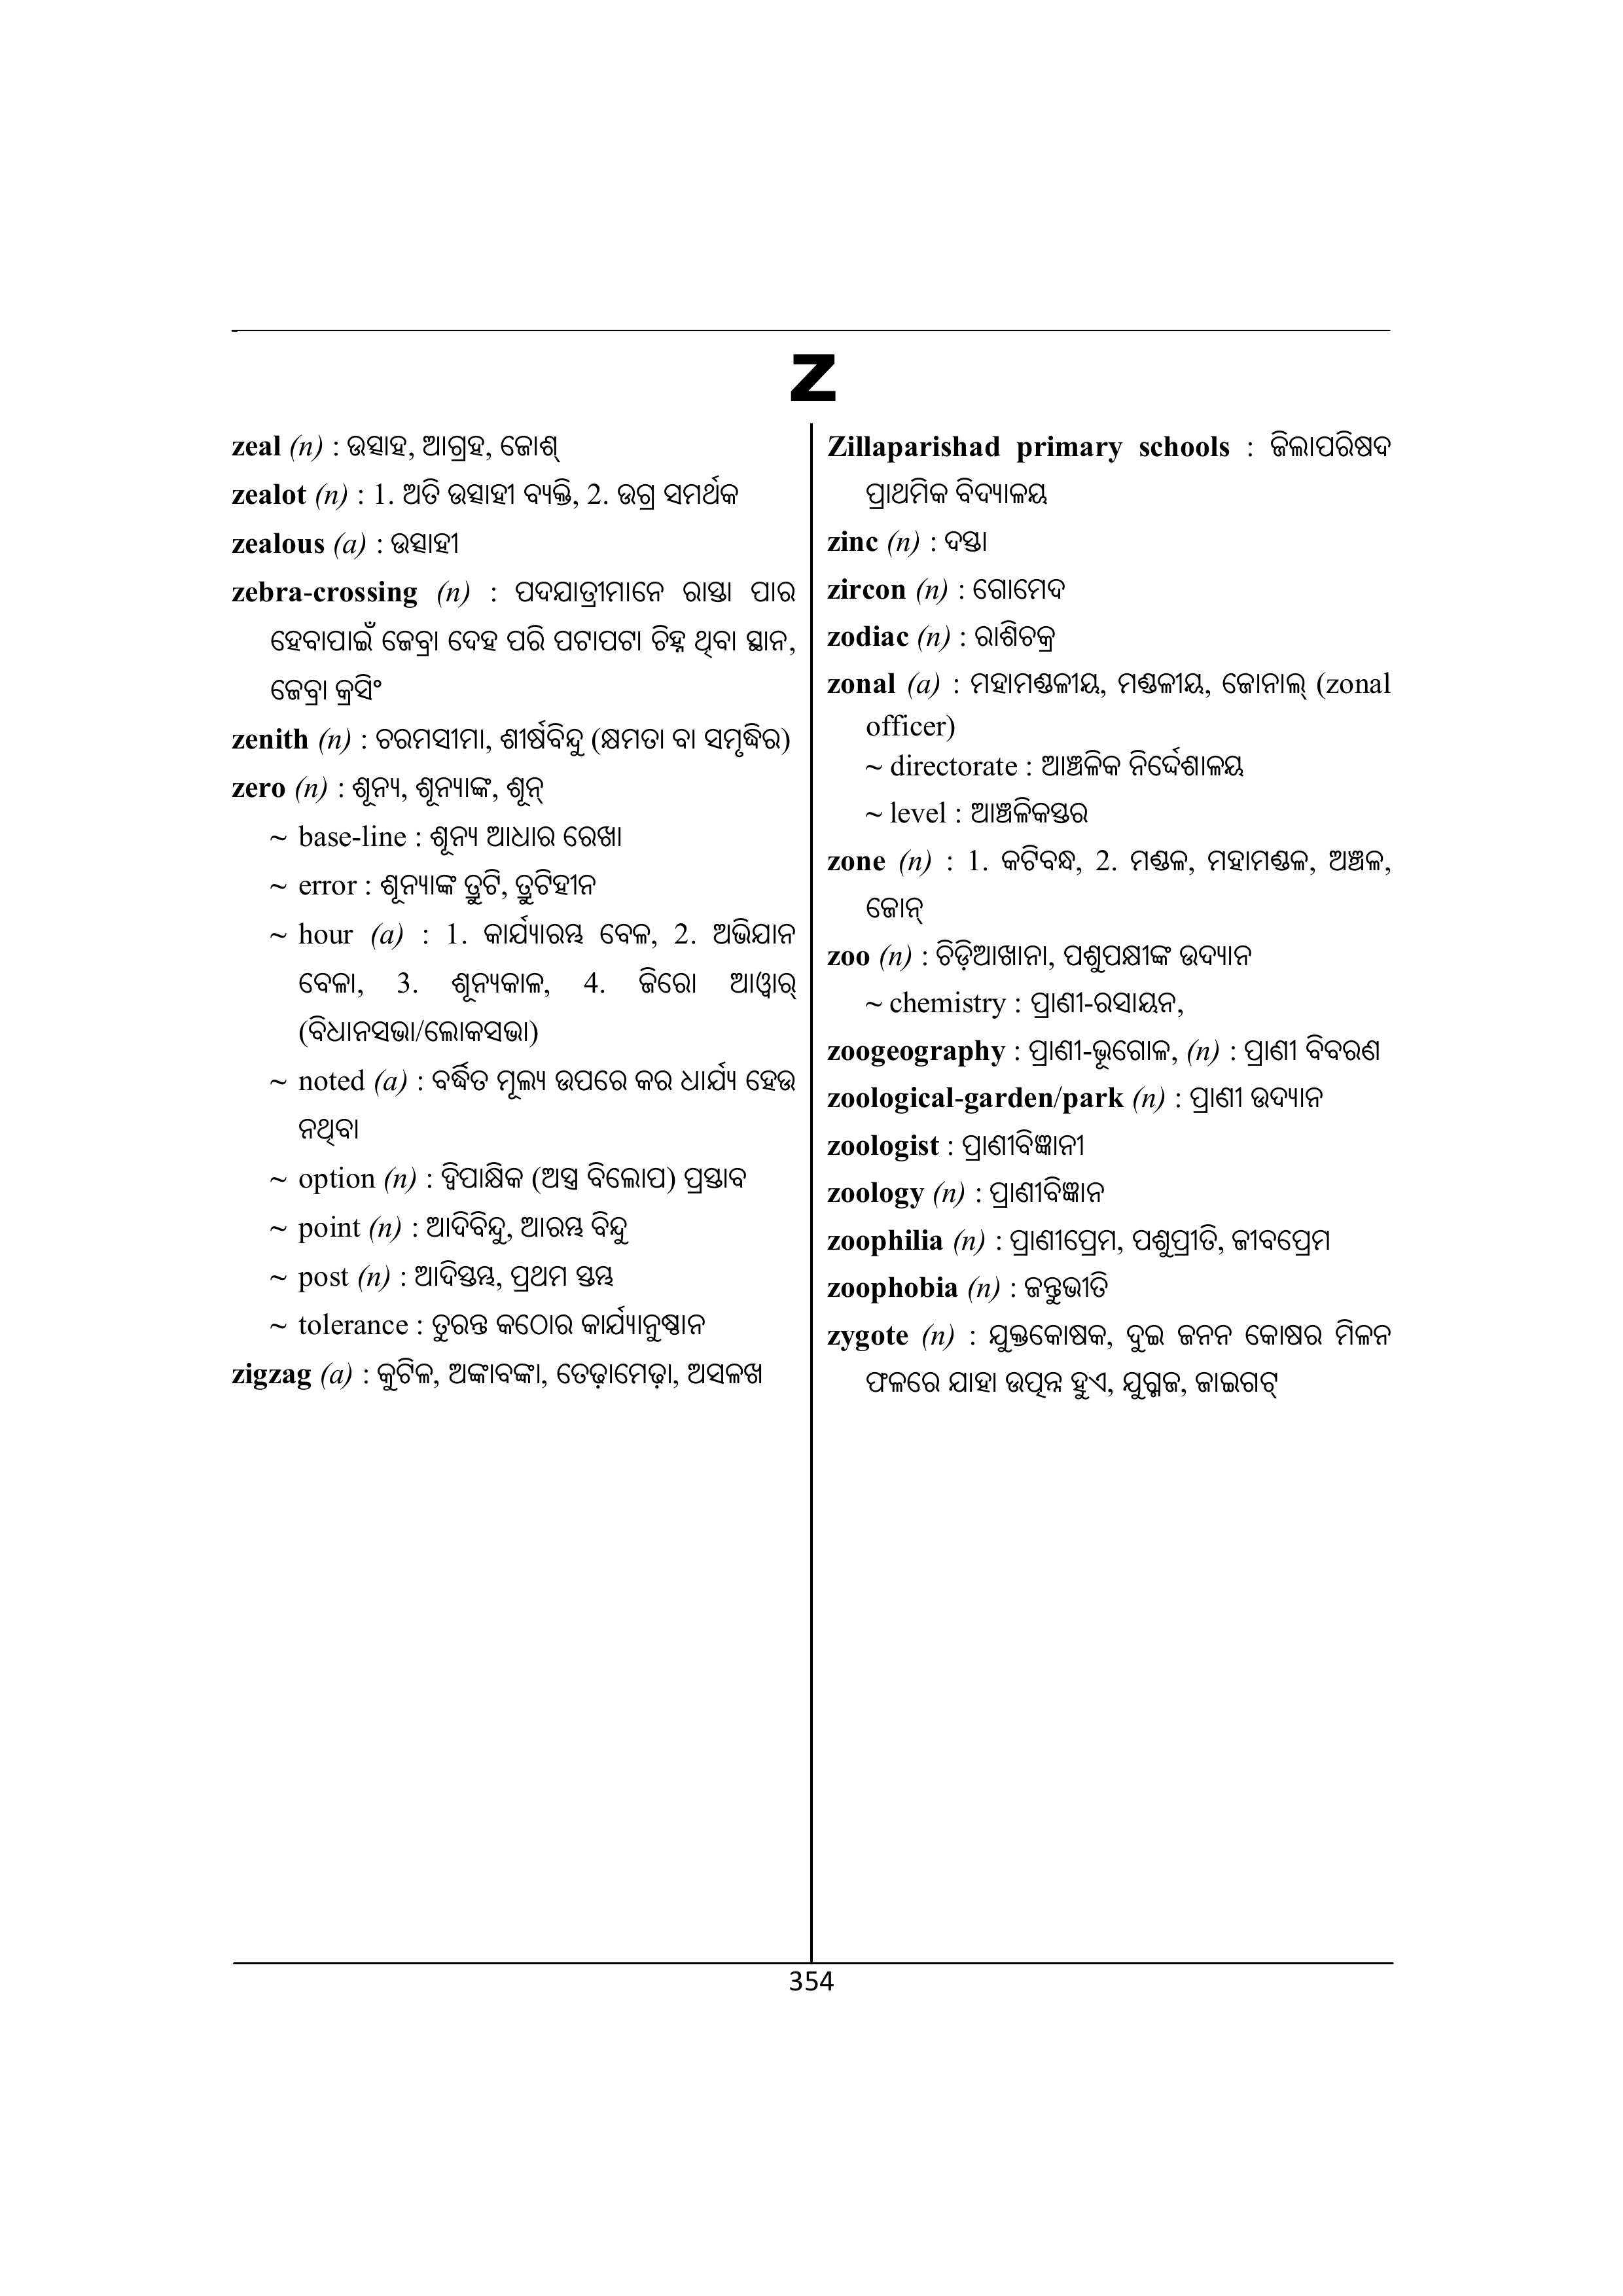 Z
zeal (n) : ଉତ୍ସାହ, ଆଗ୍ରହ, ଜୋଶ୍
zealot (n) : 1. ଅତି ଉତ୍ସାହୀ ବ୍ୟକ୍ତି, 2. ଉଗ୍ର ସମର୍ଥକ
zealous (a) : ଉତ୍ସାହୀ
zebra-crossing (n) : ପଦଯାତ୍ରୀମାନେ ରାସ୍ତା ପାର
ହେବାପାଇଁ ଜେବ୍ରା ଦେହ ପରି ପଟାପଟା ଚିହ୍ନ ଥିବା ସ୍ଥାନ,
ଜେବ୍ରା କ୍ରସିଂ
zenith (n) : ଚରମସୀମା, ଶୀର୍ଷବିନ୍ଦୁ (କ୍ଷମତା ବା ସମୃଦ୍ଧିର)
zero (n) : ଶୂନ୍ୟ, ଶୂନ୍ୟାଙ୍କ, ଶୂନ୍
~ base-line : ଶୂନ୍ୟ ଆଧାର ରେଖା
~ error : ଶୂନ୍ୟାଙ୍କ ତ୍ରୁଟି, ତ୍ରୁଟିହୀନ
~ hour (a) : 1. କାର୍ଯ୍ୟାରମ୍ଭ ବେଳ, 2. ଅଭିଯାନ
ବେଳା, 3. ଶୂନ୍ୟକାଳ, 4. ଜିରୋ ଆୱାର୍
(ବିଧାନସଭା/ଲୋକସଭା)
~ noted (a) : ବର୍ଦ୍ଧିତ ମୂଲ୍ୟ ଉପରେ କର ଧାର୍ଯ୍ୟ ହେଉ
ନଥିବା
~ option (n) : ଦ୍ୱିପାକ୍ଷିକ (ଅସ୍ତ୍ର ବିଲୋପ) ପ୍ରସ୍ତାବ
~ point (n) : ଆଦିବିନ୍ଦୁ, ଆରମ୍ଭ ବିନ୍ଦୁ
~ post (n) : ଆଦିସ୍ତମ୍ଭ, ପ୍ରଥମ ସ୍ତମ୍ଭ
~ tolerance : ତୁରନ୍ତ କଠୋର କାର୍ଯ୍ୟାନୁଷ୍ଠାନ
zigzag (a) : କୁଟିଳ, ଅଙ୍କାବଙ୍କା, ତେଢ଼ାମେଢ଼ା, ଅସଳଖ
Zillaparishad primary schools : ଜିଲାପରିଷଦ
ପ୍ରାଥମିକ ବିଦ୍ୟାଳୟ
zinc (n) : ଦସ୍ତା
zircon (n) : ଗୋମେଦ
zodiac (n) : ରାଶିଚକ୍ର
zonal (a) : ମହାମଣ୍ଡଳୀୟ, ମଣ୍ଡଳୀୟ, ଜୋନାଲ୍ (zonal
officer)
~ directorate : ଆଞ୍ଚଳିକ ନିର୍ଦ୍ଦେଶାଳୟ
~ level : ଆଞ୍ଚଳିକସ୍ତର
zone (n) : 1. କଟିବନ୍ଧ, 2. ମଣ୍ଡଳ, ମହାମଣ୍ଡଳ, ଅଞ୍ଚଳ,
ଜୋନ୍
zoo (n) : ଚିଡ଼ିଆଖାନା, ପଶୁପକ୍ଷୀଙ୍କ ଉଦ୍ୟାନ
~ chemistry : ପ୍ରାଣୀ-ରସାୟନ,
zoogeography : ପ୍ରାଣୀ-ଭୂଗୋଳ, (n) : ପ୍ରାଣୀ ବିବରଣ
zoological-garden/park (n) : ପ୍ରାଣୀ ଉଦ୍ୟାନ
zoologist : ପ୍ରାଣୀବିଜ୍ଞାନୀ
zoology (n) : ପ୍ରାଣୀବିଜ୍ଞାନ
zoophilia (n) : ପ୍ରାଣୀପ୍ରେମ, ପଶୁପ୍ରୀତି, ଜୀବପ୍ରେମ
zoophobia (n) : ଜନ୍ତୁଭୀତି
zygote (n) : ଯୁକ୍ତକୋଷକ, ଦୁଇ ଜନନ କୋଷର ମିଳନ
ଫଳରେ ଯାହା ଉତ୍ପନ୍ନ ହୁଏ, ଯୁଗ୍ମଜ, ଜାଇଗଟ୍
354